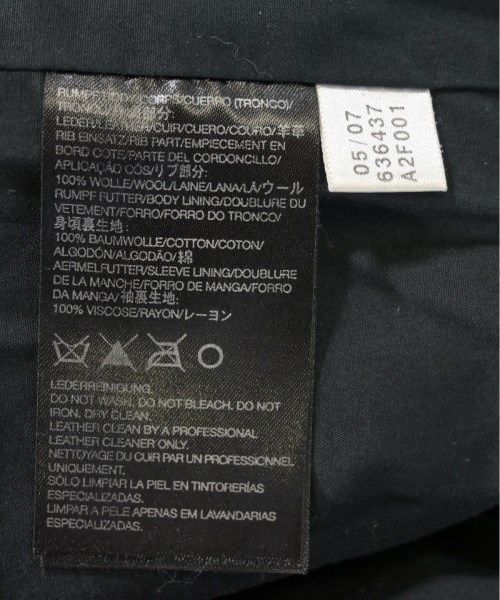 RUMPF CUERPO (TRONCO)/
TRONCO
LEDER/ CUIR/CUERO/COURO/羊革
RIB EINSATZ/RIB PART/EMPIECEMENT EN
BORD COTE/PARTE DEL CORDONCILLO/
APLICAÇÃO CÓS/リブ部分:
100% WOLLE/WOOL/LAINE/LANA/LÃ/ウール
RUMPF FUTTER/BODY LINING/DOUBLURE DU
VETEMENT/FORRO/FORRO DO TRONCO/
身頃裏生地:
100% BAUMWOLLE/COTTON/COTON/
ALGODÓN/ALGODÃO/綿
AERMELFUTTER/SLEEVE LINING/DOUBLURE
DE LA MANCHE/FORRO DE MANGA/FORRO
DA MANGA/袖裏生地:
100% VISCOSE/RAYON/レーヨン
LEDERREINIGUNG.
DO NOT WASH. DO NOT BLEACH. DO NOT
IRON. DRY CLEAN.
LEATHER CLEAN BY A PROFESSIONAL
LEATHER CLEANER ONLY.
NETTOYAGE DU CUIR PAR UN PROFESSIONNEL
UNIQUEMENT.
SÓLO LIMPIAR LA PIEL EN TINTORERÍAS
ESPECIALIZADAS.
LIMPAR A PELE APENAS EM LAVANDARIAS
ESPECIALIZADAS.
05/07
636437
A2F001